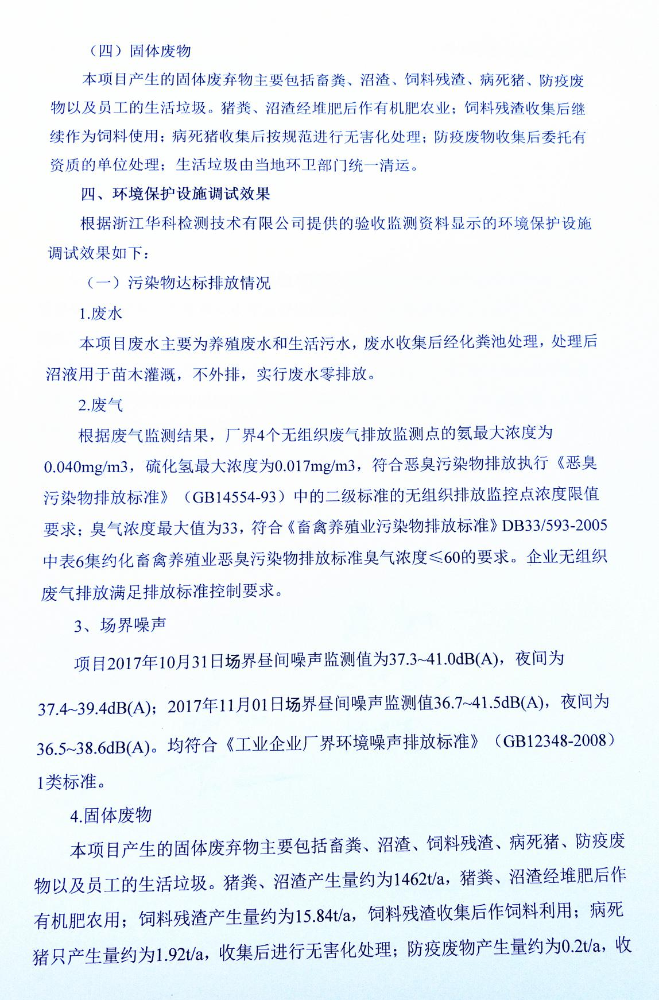 （四）固体废物
本项目产生的固体废弃物主要包括畜粪、沼渣、饲料残渣、病死猪、防疫废
物以及员工的生活垃圾。猪粪、沼渣经堆肥后作有机肥农业；饲料残渣收集后继
续作为饲料使用；病死猪收集后按规范进行无害化处理；防疫废物收集后委托有
资质的单位处理；生活垃圾由当地环卫部门统一清运。
四、环境保护设施调试效果
根据浙江华科检测技术有限公司提供的验收监测资料显示的环境保护设施
调试效果如下：
（一）污染物达标排放情况
1.废水
本项目废水主要为养殖废水和生活污水，废水收集后经化粪池处理，处理后
沼液用于苗木灌溉，不外排，实行废水零排放。
2.废气
根据废气监测结果，厂界4个无组织废气排放监测点的氨最大浓度为
0.040mg/m3，硫化氢最大浓度为0.017mg/m3，符合恶臭污染物排放执行《恶臭
污染物排放标准》（GB14554-93）中的二级标准的无组织排放监控点浓度限值
要求；臭气浓度最大值为33，符合《畜禽养殖业污染物排放标准》DB33/593-2005
中表6集约化畜禽养殖业恶臭污染物排放标准臭气浓度≤60的要求。企业无组织
废气排放满足排放标准控制要求。
3、场界噪声
项目2017年10月31日场界昼间噪声监测值为37.3~41.0dB(A)，夜间为
37.4~39.4dB(A)；2017年11月01日场界昼间噪声监测值36.7~41.5dB(A)，夜间为
36.5~38.6dB(A)。均符合《工业企业厂界环境噪声排放标准》（GB12348-2008）
1类标准。
4.固体废物
本项目产生的固体废弃物主要包括畜粪、沼渣、饲料残渣、病死猪、防疫废
物以及员工的生活垃圾。猪粪、沼渣产生量约为1462t/a，猪粪、沼渣经堆肥后作
有机肥农用；饲料残渣产生量约为15.84t/a，饲料残渣收集后作饲料利用；病死
猪只产生量约为1.92t/a，收集后进行无害化处理；防疫废物产生量约为0.2t/a，收